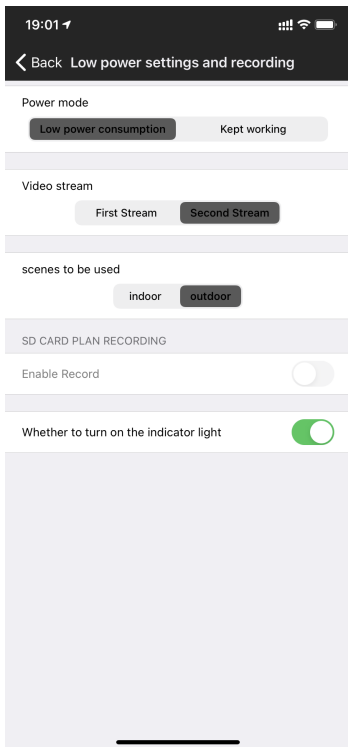 19:01
Back Low power settings and recording
Power mode
Low power consumption Kept working
Video stream
First Stream Second Stream
scenes to be used
indoor outdoor
SD CARD PLAN RECORDING
Enable Record
Whether to turn on the indicator light